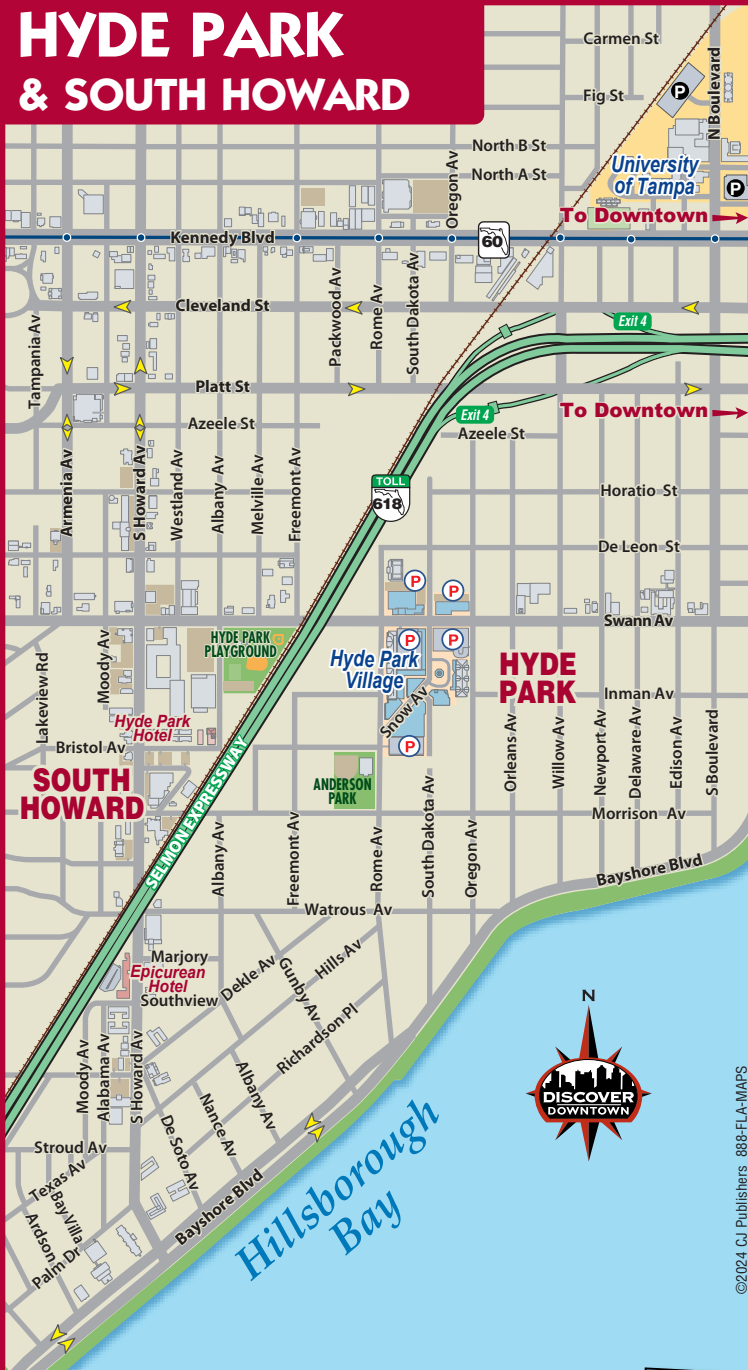 HYDE PARK
& SOUTH HOWARD
Carmen St
Fig St
P
N Boulevard
North B St
North A St
Oregon Av
University
of Tampa
P
To Downtown
Kennedy Blvd
60
Cleveland St
Packwood Av
Rome Av
South Dakota Av
Exit 4
Tampania Av
Platt St
Exit 4
To Downtown
Azeele St
Azeele St
Armenia Av
S Howard Av
Westland Av
Albany Av
Melville Av
Freemont Av
TOLL
618
Horatio St
De Leon St
P
P
Swann Av
P
P
HYDE PARK
PLAYGROUND
Hyde Park
Village
HYDE
PARK
Lakeview Rd
Moody Av
Inman Av
Snow Av
Hyde Park
Hotel
Bristol Av
P
SOUTH
HOWARD
SELMON EXPRESSWAY
ANDERSON
PARK
Orleans Av
Willow Av
Newport Av
Delaware Av
Edison Av
S Boulevard
Morrison Av
Albany Av
Freemont Av
Rome Av
South Dakota Av
Oregon Av
Bayshore Blvd
Watrous Av
Marjory
Epicurean
Hotel
Southview
Dekle Av
Gunby Av
Hills Av
Richardson Pl
N
DISCOVER
DOWNTOWN
Moody Av
Alabama Av
S Howard Av
Albany Av
Nance Av
De Soto Av
Stroud Av
Texas Av
Bay Villa
Ardson
Palm Dr
Bayshore Blvd
Hillsborough
Bay
©2024 CJ Publishers 888-FLA-MAPS